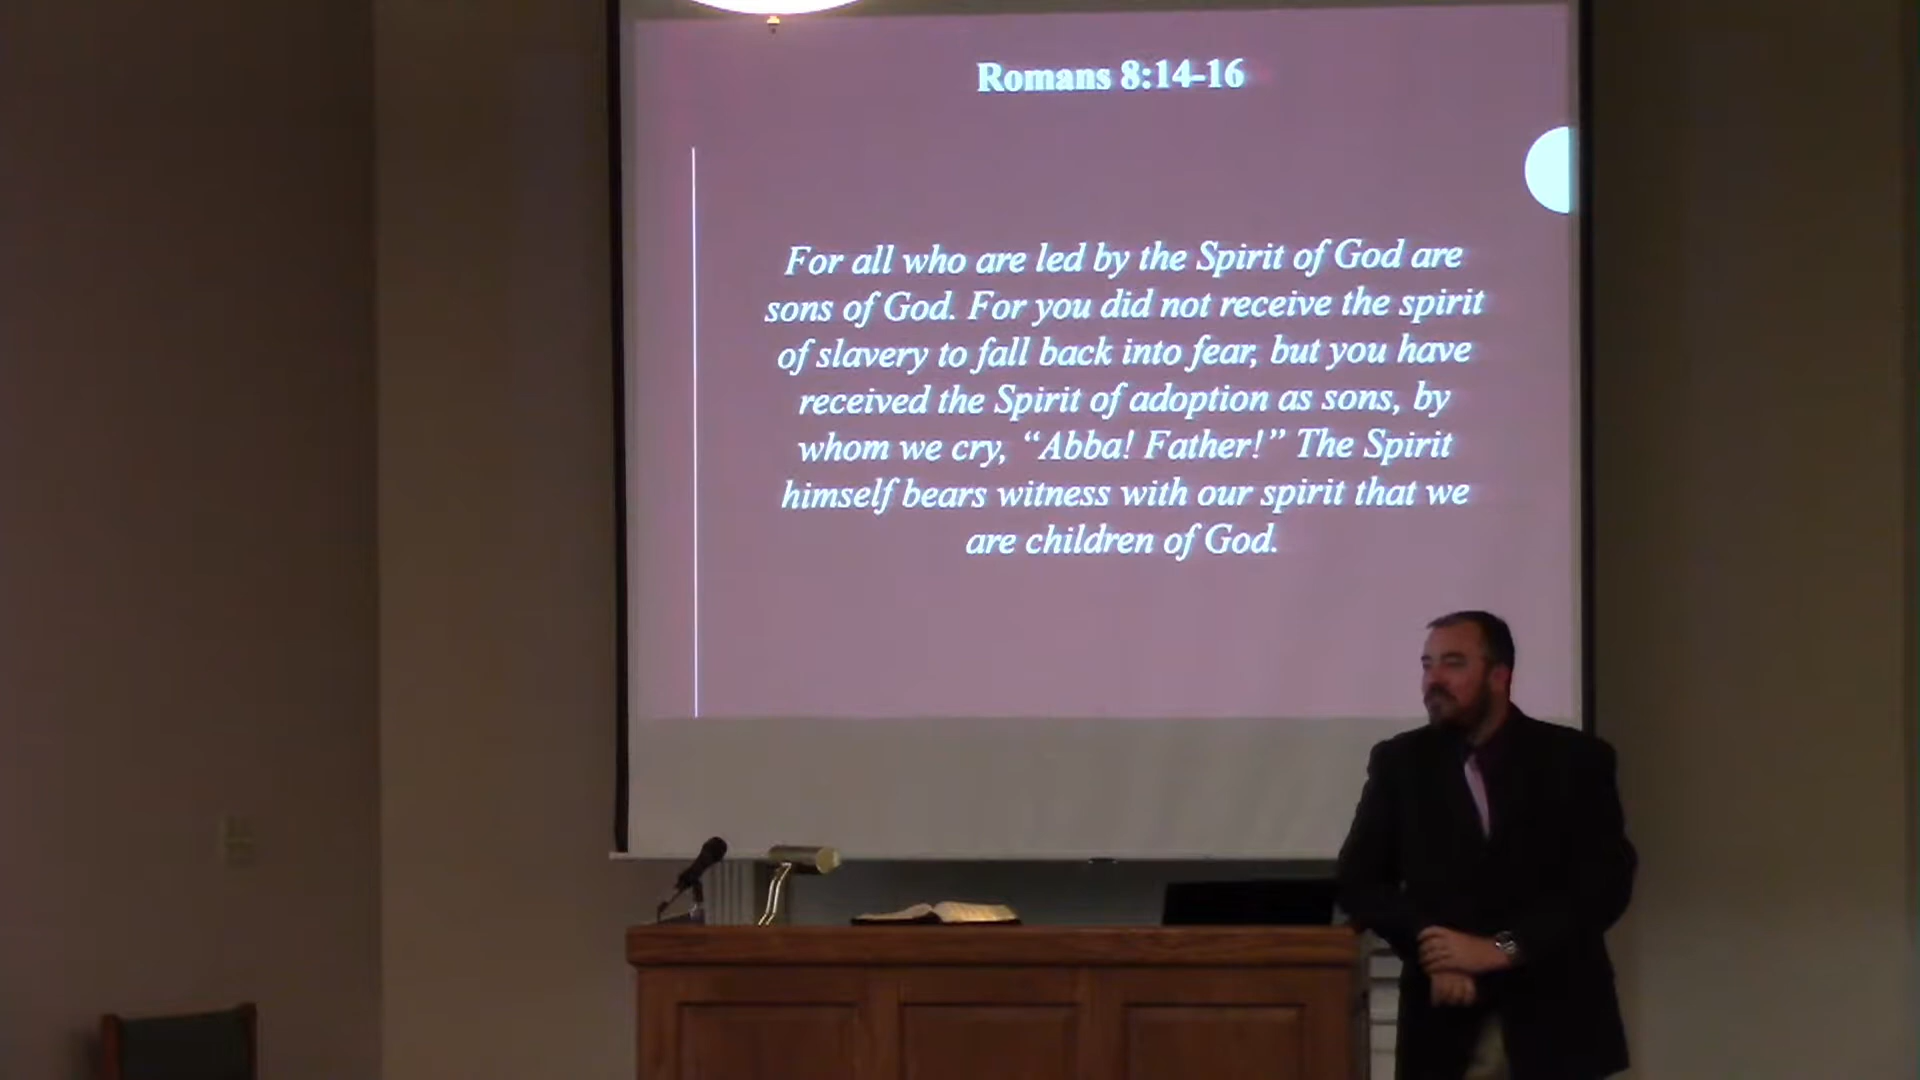 Romans 8:14-16
For all who are led by the Spirit of God are
sons of God. For you did not receive the spirit
of slavery to fall back into fear, but you have
received the Spirit of adoption as sons, by
whom we cry, “Abba! Father!” The Spirit
himself bears witness with our spirit that we
are children of God.